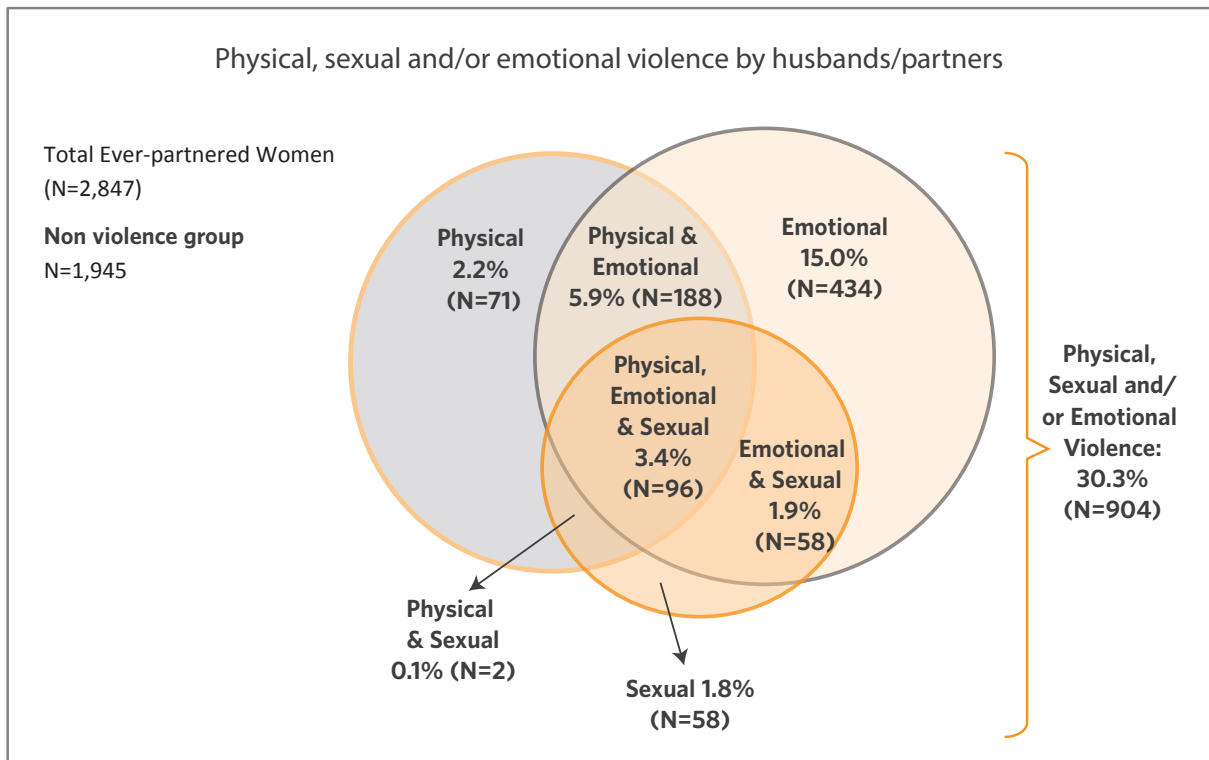 Physical, sexual and/or emotional violence by husbands/partners
Total Ever-partnered Women
(N=2,847)
Non violence group
N=1,945
Physical
2.2%
(N=71)
Physical &
Emotional
5.9% (N=188)
Emotional
15.0%
(N=434)
Physical,
Emotional
& Sexual
3.4%
(N=96)
Emotional
& Sexual
1.9%
(N=58)
Physical
& Sexual
0.1% (N=2)
Sexual 1.8%
(N=58)
Physical,
Sexual and/
or Emotional
Violence:
30.3%
(N=904)